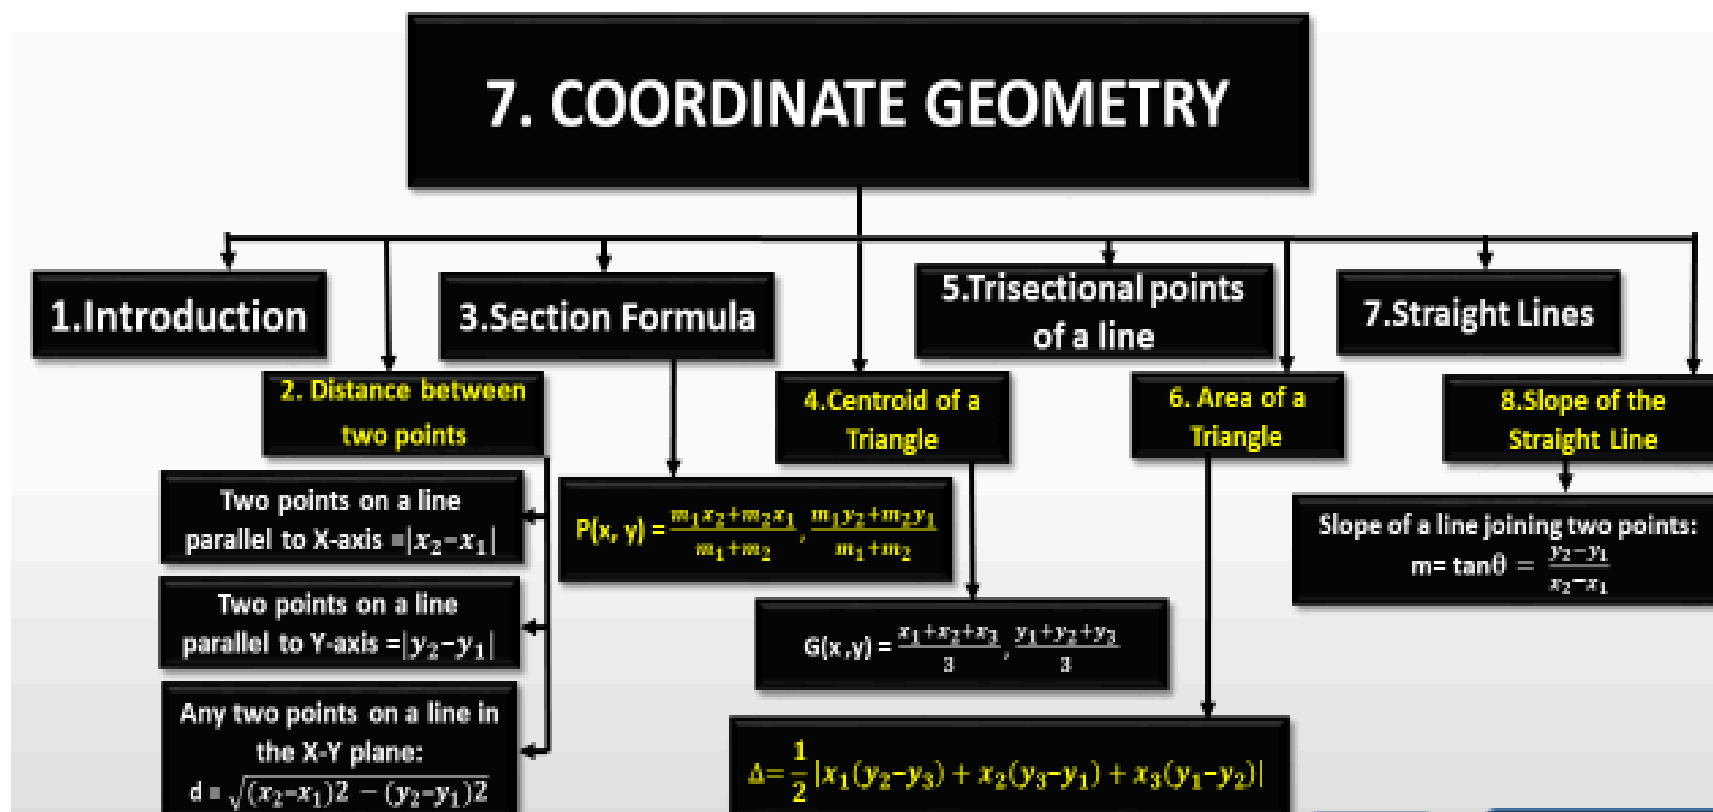 7. COORDINATE GEOMETRY
1.Introduction
3.Section Formula
5.Trisectional points
of a line
7.Straight Lines
2. Distance between
two points
4.Centroid of a
Triangle
6. Area of a
Triangle
8.Slope of the
Straight Line
Two points on a line
parallel to X-axis =|x₂−x₁|
Two points on a line
parallel to Y-axis =|y₂−y₁|
Any two points on a line in
the X-Y plane:
d = √(x₂−x₁)2 − (y₂−y₁)2
P(x, y) = m₁x₂+m₂x₁/m₁+m₂, m₁y₂+m₂y₁/m₁+m₂
G(x ,y) = x₁+x₂+x₃/3, y₁+y₂+y₃/3
Δ=1/2|x₁(y₂−y₃) + x₂(y₃−y₁) + x₃(y₁−y₂)|
Slope of a line joining two points:
m= tanθ = y₂−y₁/x₂−x₁